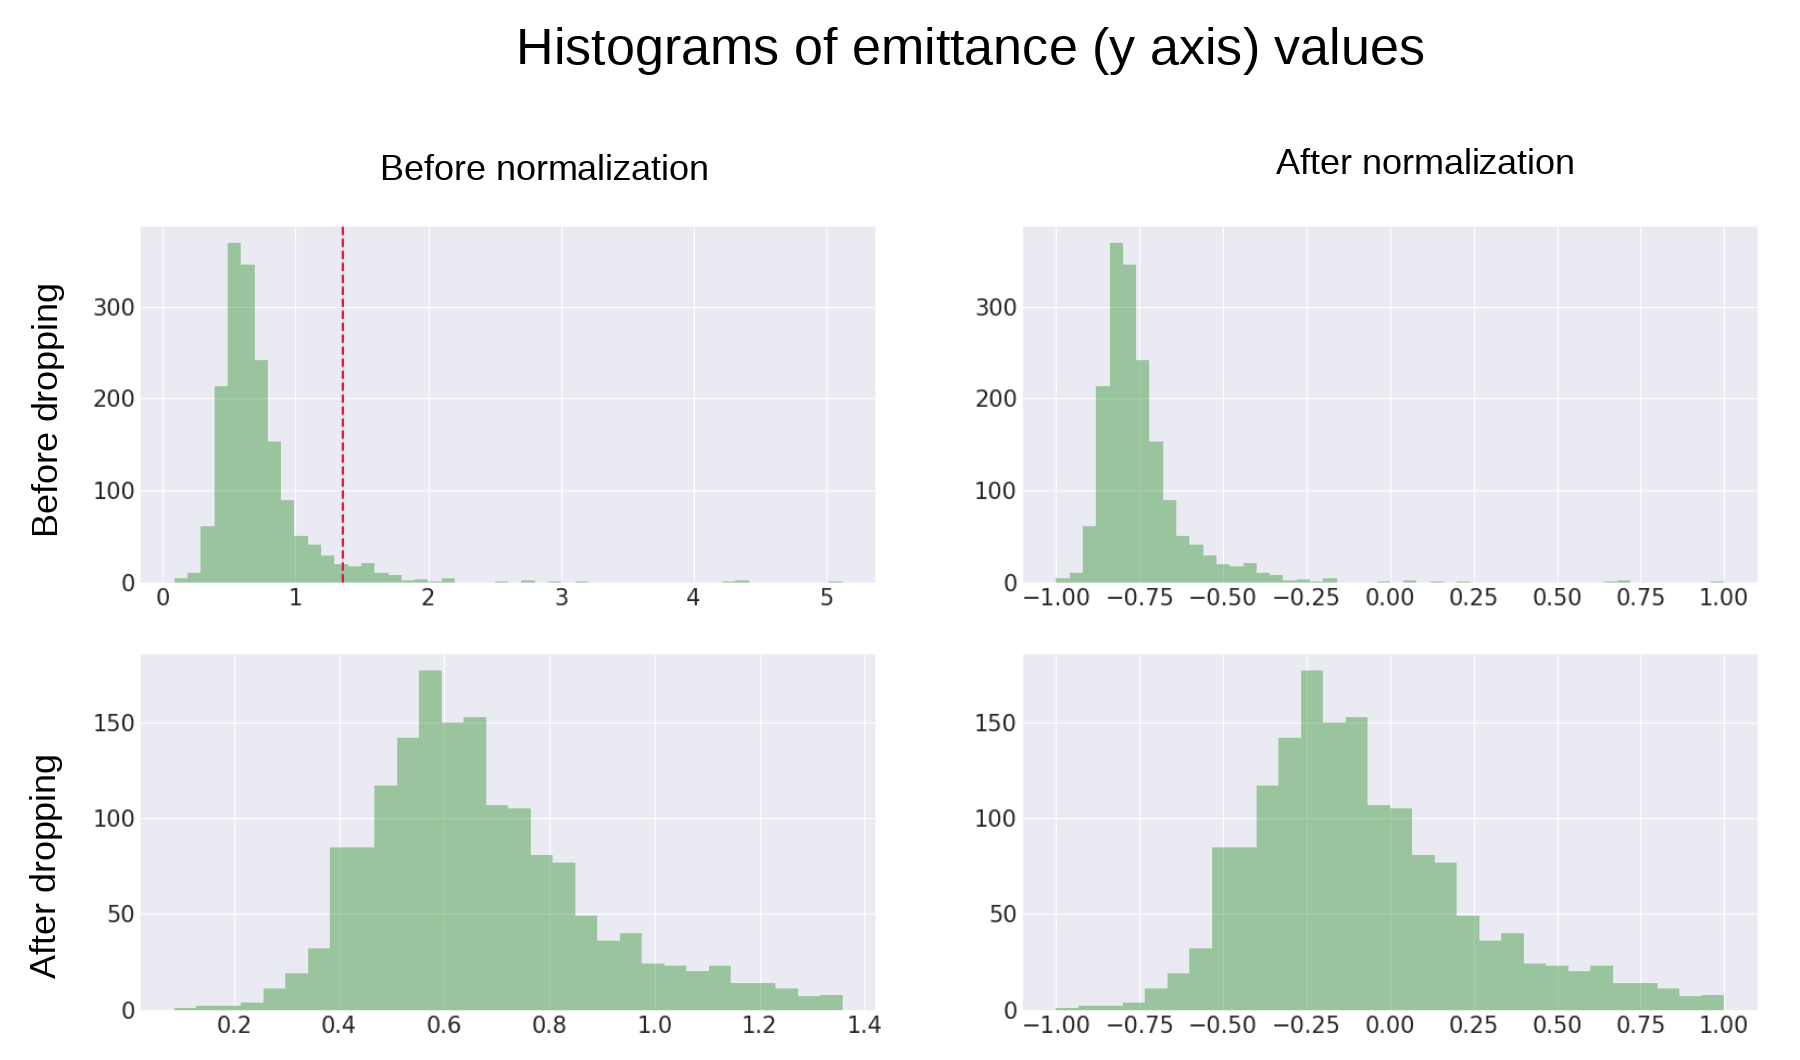 Histograms of emittance (y axis) values
Before normalization
After normalization
Before dropping
300
200
100
0
0 1 2 3 4 5
300
200
100
0
−1.00 −0.75 −0.50 −0.25 0.00 0.25 0.50 0.75 1.00
After dropping
150
100
50
0
0.2 0.4 0.6 0.8 1.0 1.2 1.4
150
100
50
0
−1.00 −0.75 −0.50 −0.25 0.00 0.25 0.50 0.75 1.00